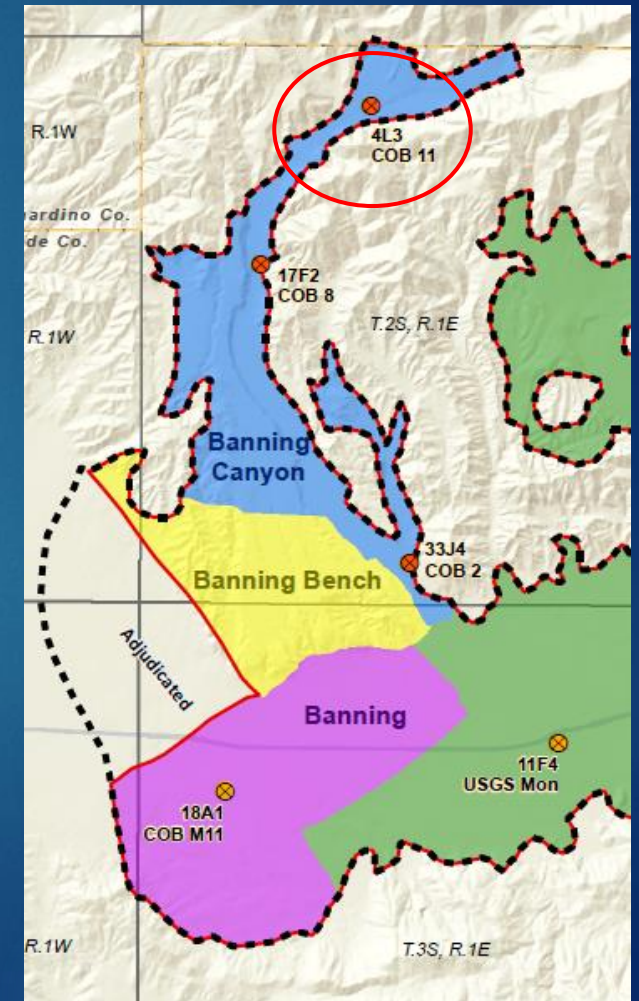 R.1W
4L3
COB 11
ardino Co.
de Co.
17F2
COB 8
R.1W
T.2S, R.1E
Banning
Canyon
33J4
COB 2
Banning Bench
Adjudicated
Banning
11F4
USGS Mon
18A1
COB M11
R.1W
T.3S, R.1E